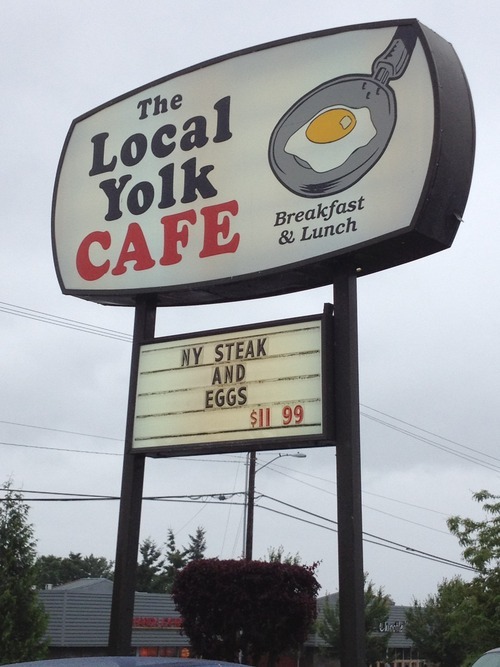 The
Local
Yolk
CAFE
Breakfast
& Lunch
NY STEAK
AND
EGGS
$11 99